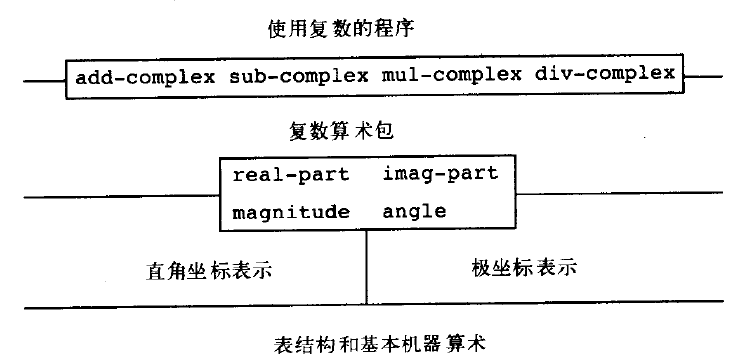 使用复数的程序
add-complex sub-complex mul-complex div-complex
复数算术包
real-part imag-part
magnitude angle
直角坐标表示 极坐标表示
表结构和基本机器算术